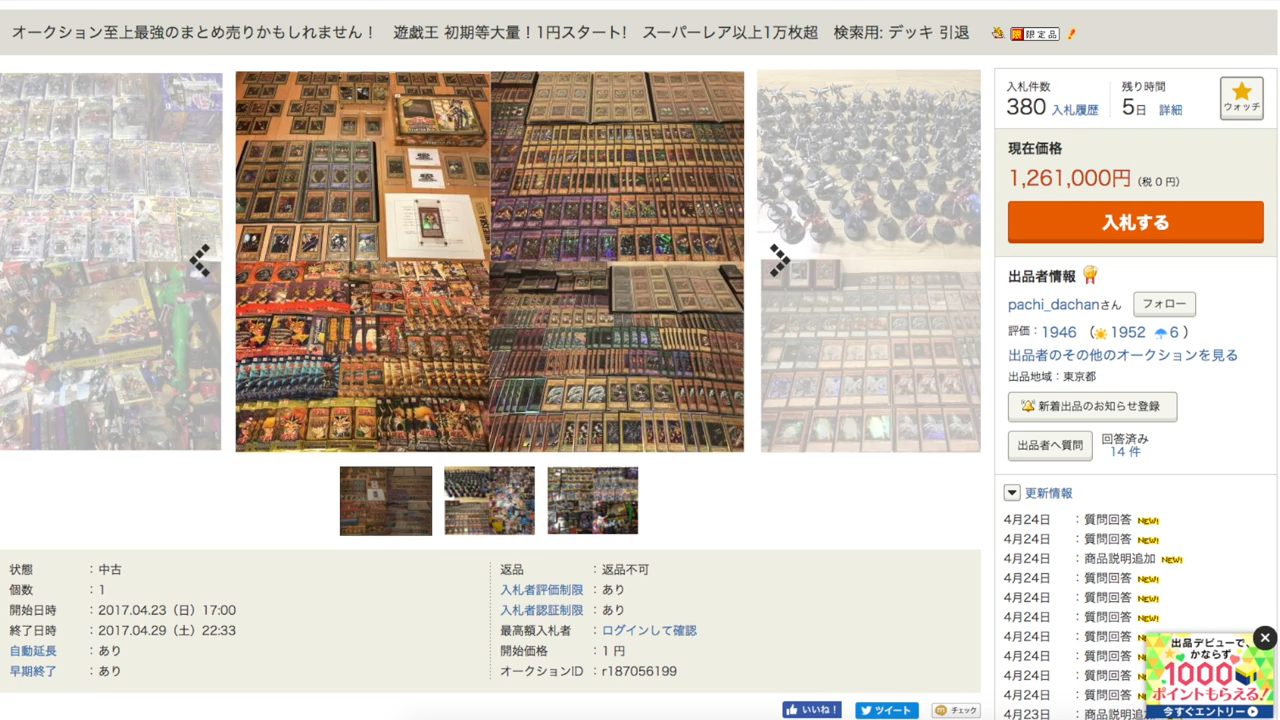 オークション至上最強のまとめ売りかもしれません！　遊戯王 初期等大量！1円スタート!　スーパーレア以上1万枚超　検索用: デッキ 引退
限 限定品
入札件数
380 入札履歴
残り時間
5日 詳細
ウォッチ
現在価格
1,261,000円 (税 0 円)
入札する
出品者情報
pachi_dachanさん フォロー
評価：1946 ( 1952 6 )
出品者のその他のオークションを見る
出品地域：東京都
新着出品のお知らせ登録
出品者へ質問
回答済み
14 件
更新情報
4月24日 ：質問回答 NEW!
4月24日 ：質問回答 NEW!
4月24日 ：商品説明追加 NEW!
4月24日 ：質問回答 NEW!
4月24日 ：質問回答 NEW!
4月24日 ：質問回答 NEW!
4月24日 ：質問回答
4月24日 ：質問回答
4月24日 ：質問回答
4月24日 ：質問回答
4月23日 ：商品説明追
出品デビューで、
かならず
1000
ポイントもらえる!
今すぐエントリー
状態 ：中古
個数 ：1
開始日時 ：2017.04.23（日）17:00
終了日時 ：2017.04.29（土）22:33
自動延長 ：あり
早期終了 ：あり
返品 ：返品不可
入札者評価制限 ：あり
入札者認証制限 ：あり
最高額入札者 ：ログインして確認
開始価格 ：1 円
オークションID ：r187056199
いいね！
ツイート
チェック